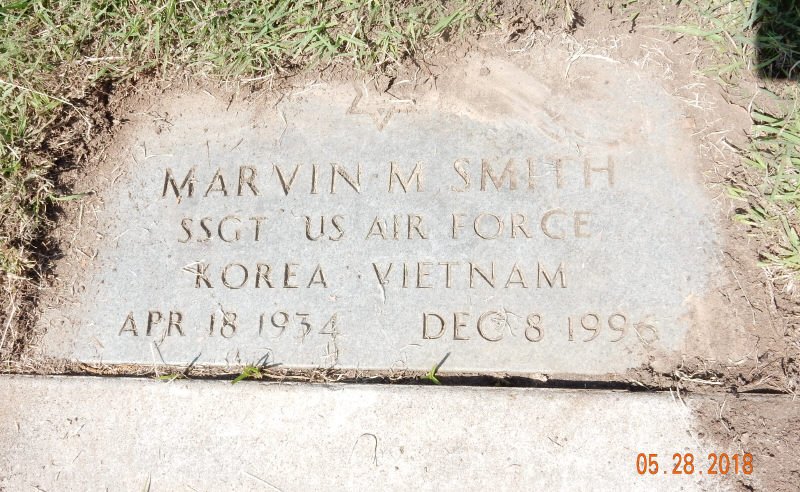 MARVIN M SMITH
SSGT US AIR FORCE
KOREA VIETNAM
APR 18 1934 DEC 8 1996
05.28.2018